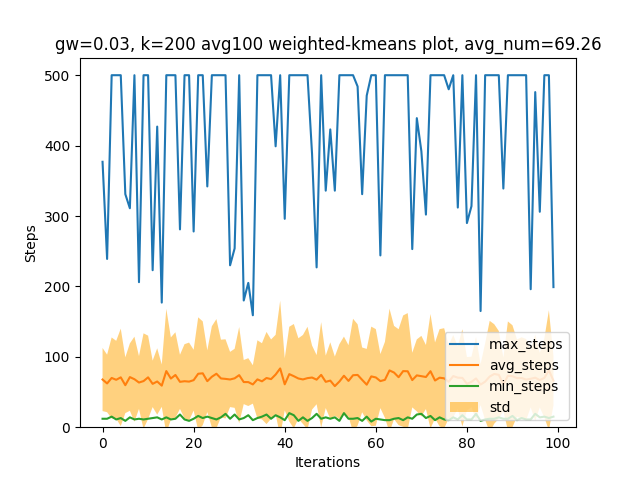 gw=0.03, k=200 avg100 weighted-kmeans plot, avg_num=69.26
500
400
300
200
100
0
Steps
0
20
40
60
80
100
Iterations
max_steps
avg_steps
min_steps
std